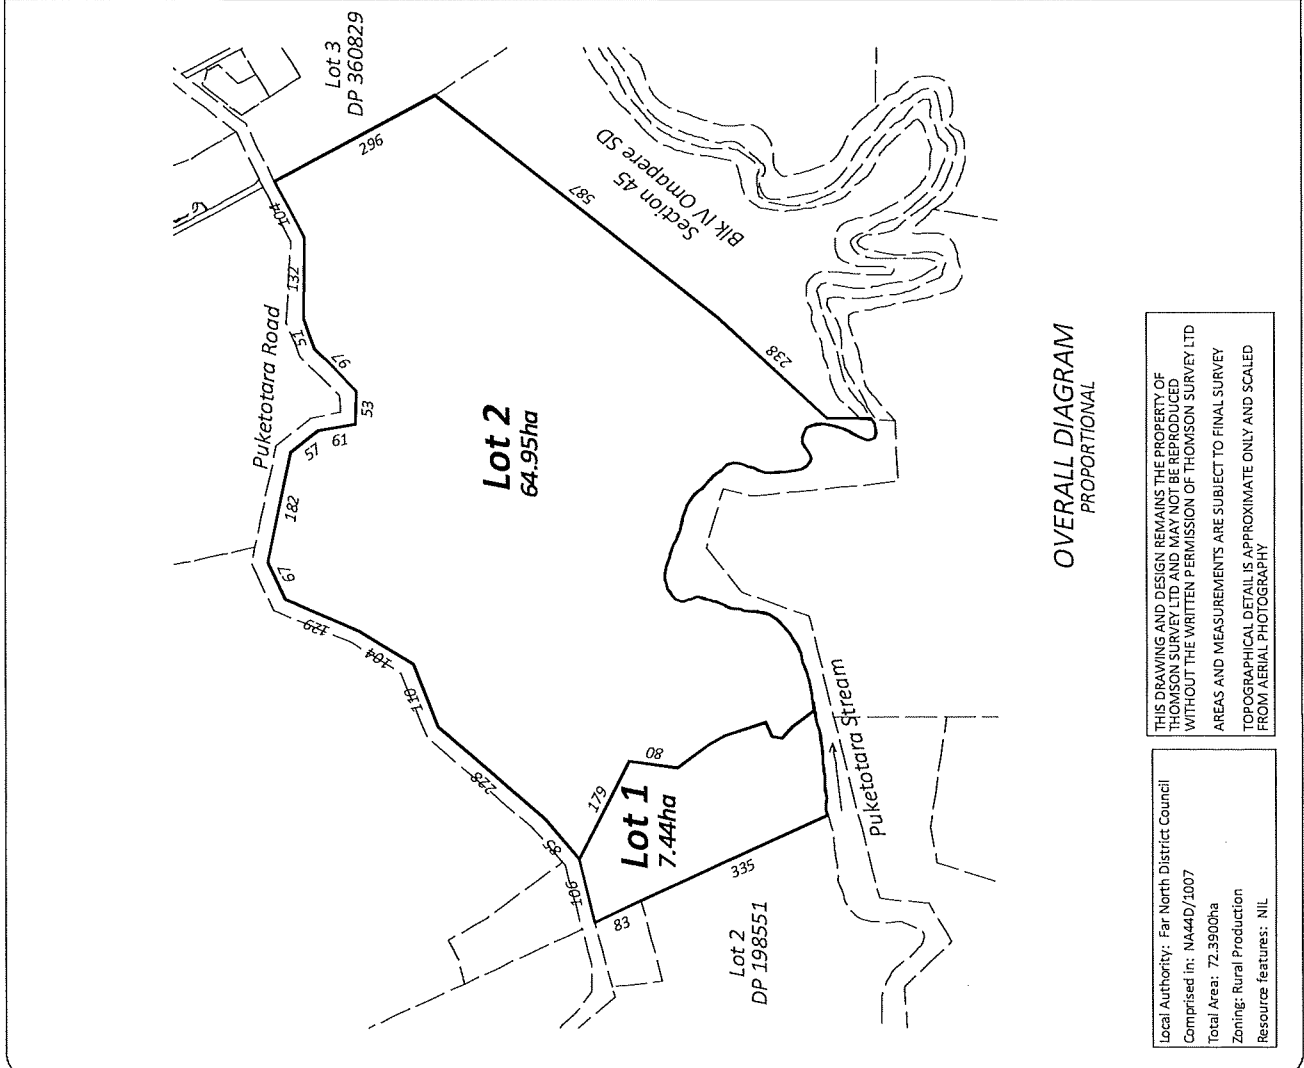 Lot 3
DP 360829
296
104
132
51
97
53
61
57
182
67
129
104
110
228
85
106
Puketotara Road
587
Section 45
Blk IV Omapere SD
238
Lot 2
64.95ha
Lot 1
7.44ha
179
80
335
83
Lot 2
DP 198551
Puketotara Stream
OVERALL DIAGRAM
PROPORTIONAL
THIS DRAWING AND DESIGN REMAINS THE PROPERTY OF
THOMSON SURVEY LTD AND MAY NOT BE REPRODUCED
WITHOUT THE WRITTEN PERMISSION OF THOMSON SURVEY LTD
AREAS AND MEASUREMENTS ARE SUBJECT TO FINAL SURVEY
TOPOGRAPHICAL DETAIL IS APPROXIMATE ONLY AND SCALED
FROM AERIAL PHOTOGRAPHY
Local Authority: Far North District Council
Comprised in: NA44D/1007
Total Area: 72.3900ha
Zoning: Rural Production
Resource features: NIL